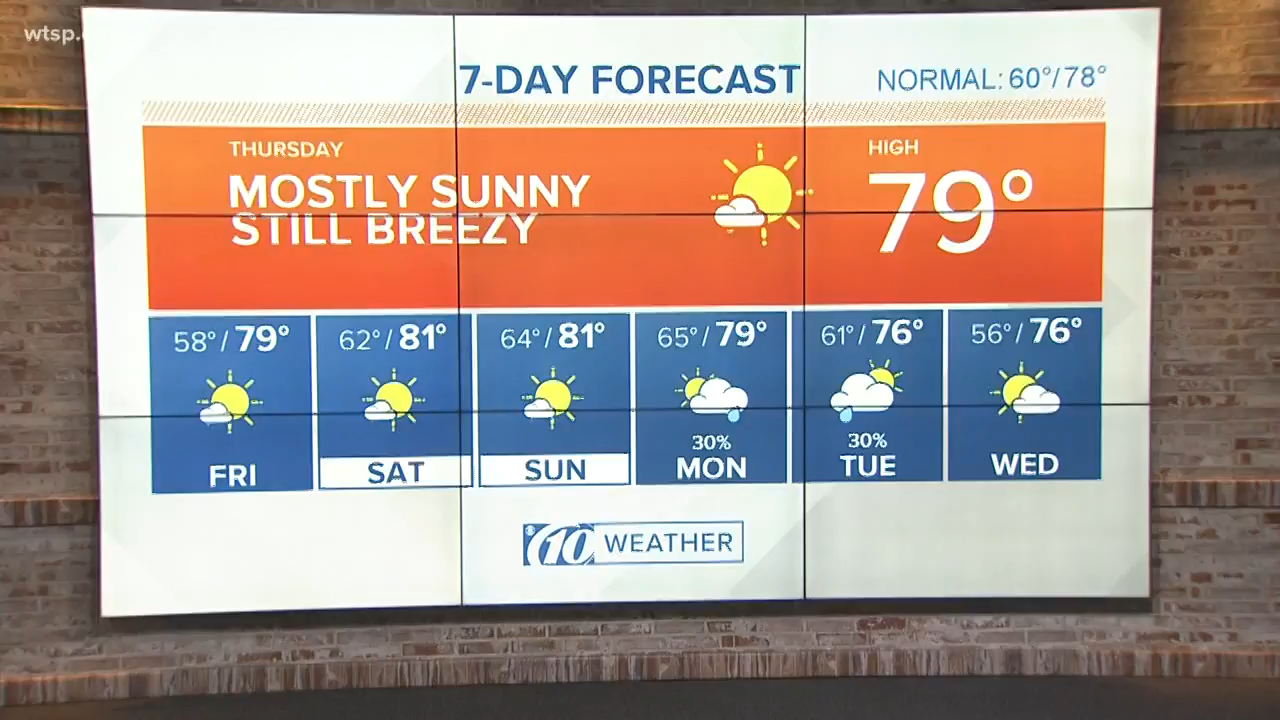 wtsp.
7-DAY FORECAST
NORMAL: 60°/78°
THURSDAY
MOSTLY SUNNY
STILL BREEZY
HIGH
79°
58°/79°
62°/81°
64°/81°
65°/79°
61°/76°
56°/76°
30%
30%
FRI
SAT
SUN
MON
TUE
WED
10 WEATHER